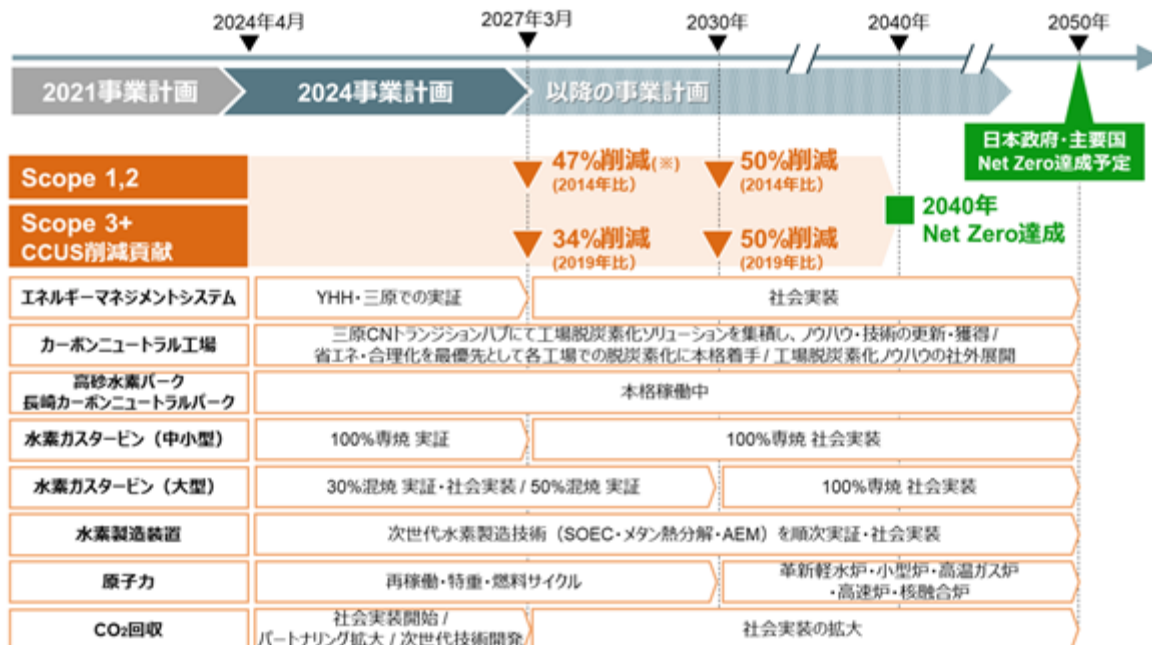 2024年4月
2027年3月
2030年
2040年
2050年
2021事業計画
2024事業計画
以降の事業計画
日本政府・主要国
Net Zero達成予定
Scope 1,2
47%削減(※)
(2014年比)
50%削減
(2014年比)
Scope 3+
CCUS削減貢献
34%削減
(2019年比)
50%削減
(2019年比)
2040年
Net Zero達成
エネルギーマネジメントシステム
YHH・三原での実証
社会実装
カーボンニュートラル工場
三原CNトランジションハブにて工場脱炭素化ソリューションを集積し、ノウハウ・技術の更新・獲得 /
省エネ・合理化を最優先として各工場での脱炭素化に本格着手 / 工場脱炭素化ノウハウの社外展開
高砂水素パーク
長崎カーボンニュートラルパーク
本格稼働中
水素ガスタービン（中小型）
100%専焼 実証
100%専焼 社会実装
水素ガスタービン（大型）
30%混焼 実証・社会実装 / 50%混焼 実証
100%専焼 社会実装
水素製造装置
次世代水素製造技術（SOEC・メタン熱分解・AEM）を順次実証・社会実装
原子力
再稼働・特重・燃料サイクル
革新軽水炉・小型炉・高温ガス炉
・高速炉・核融合炉
CO₂回収
社会実装開始 /
パートナリング拡大 / 次世代技術開発
社会実装の拡大